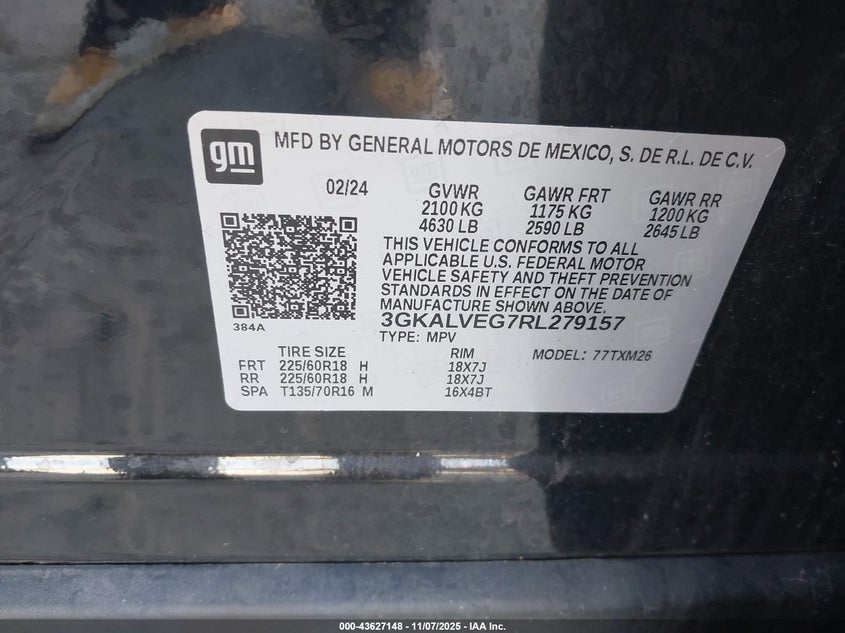 gm
MFD BY GENERAL MOTORS DE MEXICO, S. DE R.L. DE C.V.
02/24 GVWR GAWR FRT GAWR RR
2100 KG 1175 KG 1200 KG
4630 LB 2590 LB 2645 LB
THIS VEHICLE CONFORMS TO ALL
APPLICABLE U.S. FEDERAL MOTOR
VEHICLE SAFETY AND THEFT PREVENTION
STANDARDS IN EFFECT ON THE DATE OF
MANUFACTURE SHOWN ABOVE.
384A
3GKALVEG7RL279157
TYPE: MPV
TIRE SIZE RIM MODEL: 77TXM26
FRT 225/60R18 H 18X7J
RR 225/60R18 H 18X7J
SPA T135/70R16 M 16X4BT
000-43627148 - 11/07/2025 - IAA Inc.